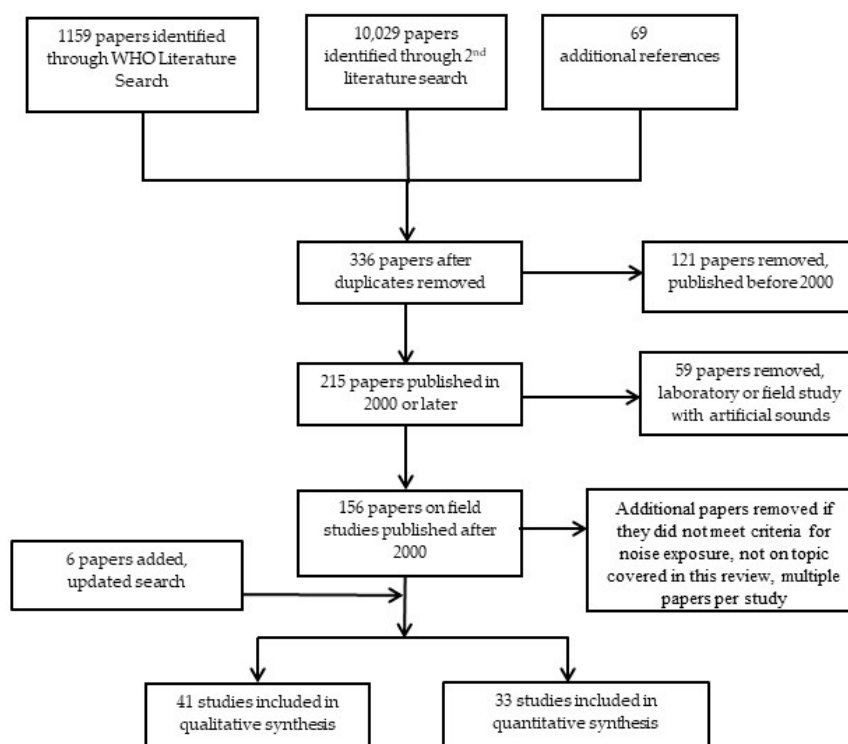 1159 papers identified
through WHO Literature
Search
10,029 papers
identified through 2nd
literature search
69
additional references
336 papers after
duplicates removed
121 papers removed,
published before 2000
215 papers published in
2000 or later
59 papers removed,
laboratory or field study
with artificial sounds
156 papers on field
studies published after
2000
Additional papers removed if
they did not meet criteria for
noise exposure, not on topic
covered in this review, multiple
papers per study
6 papers added,
updated search
41 studies included in
qualitative synthesis
33 studies included in
quantitative synthesis